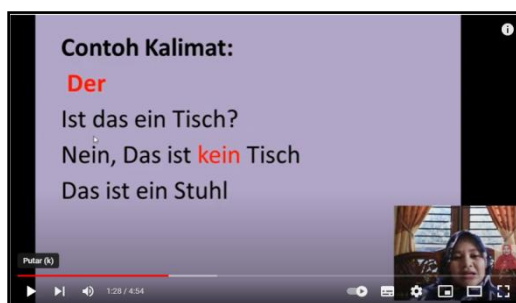 Contoh Kalimat:
Der
Ist das ein Tisch?
Nein, Das ist kein Tisch
Das ist ein Stuhl
Putar (k)
1:28 / 4:54